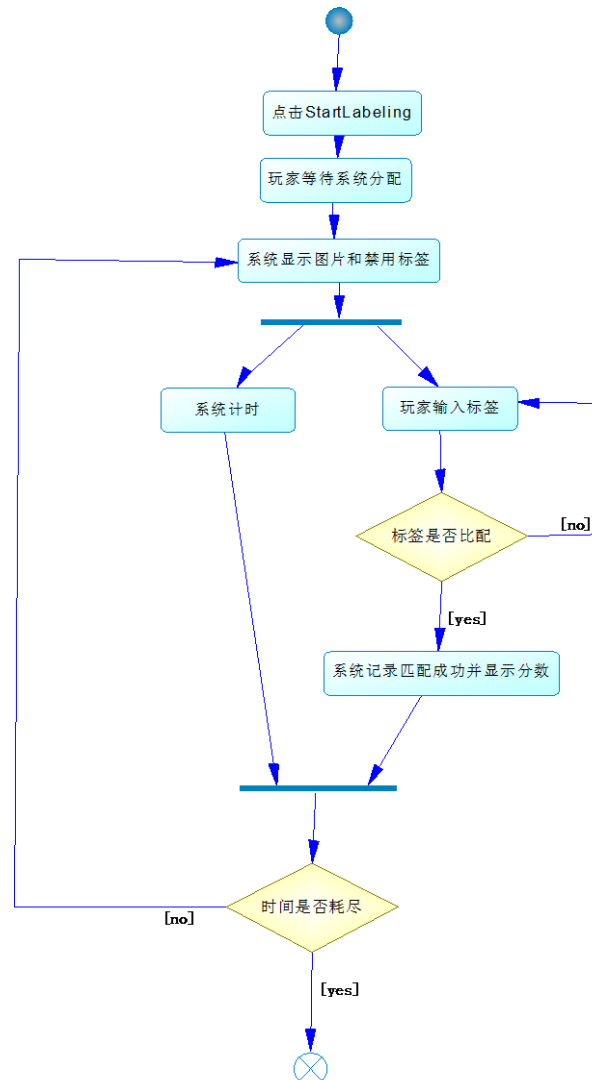 点击StartLabeling
玩家等待系统分配
系统显示图片和禁用标签
系统计时
玩家输入标签
标签是否比配
[no]
[yes]
系统记录匹配成功并显示分数
时间是否耗尽
[no]
[yes]